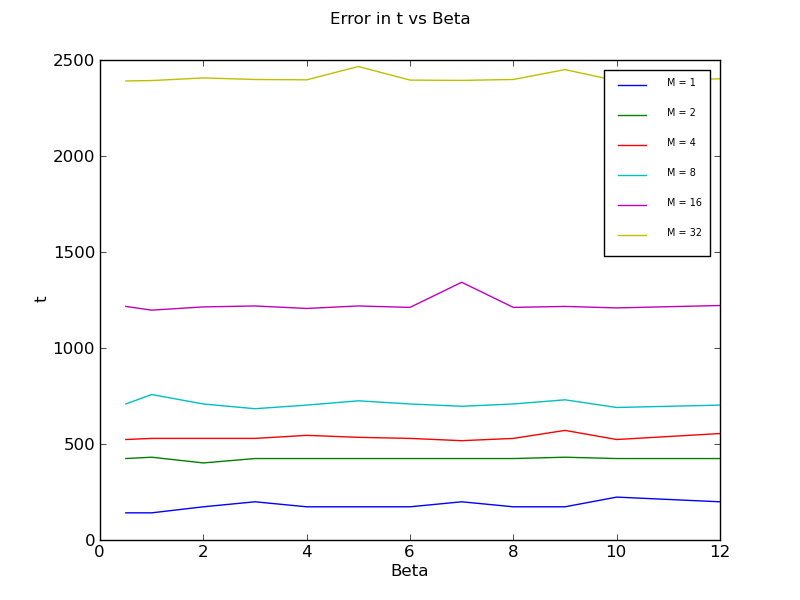 Error in t vs Beta
2500
2000
1500
1000
500
0
t
M = 1
M = 2
M = 4
M = 8
M = 16
M = 32
0 2 4 6 8 10 12
Beta